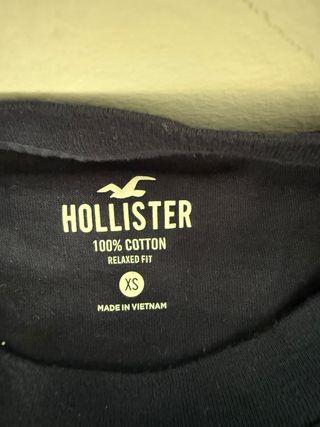 HOLLISTER
100% COTTON
RELAXED FIT
XS
MADE IN VIETNAM